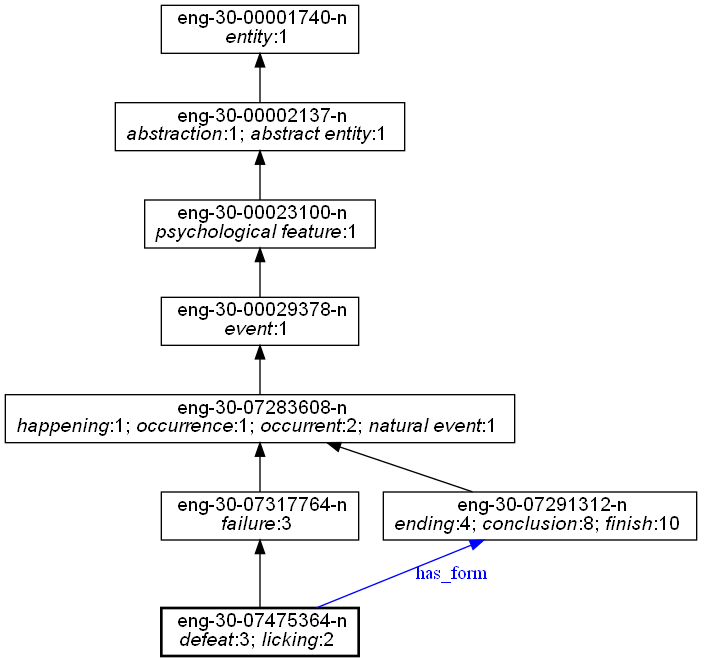 eng-30-00001740-n
entity:1
eng-30-00002137-n
abstraction:1; abstract entity:1
eng-30-00023100-n
psychological feature:1
eng-30-00029378-n
event:1
eng-30-07283608-n
happening:1; occurrence:1; occurrent:2; natural event:1
eng-30-07317764-n
failure:3
eng-30-07291312-n
ending:4; conclusion:8; finish:10
has_form
eng-30-07475364-n
defeat:3; licking:2